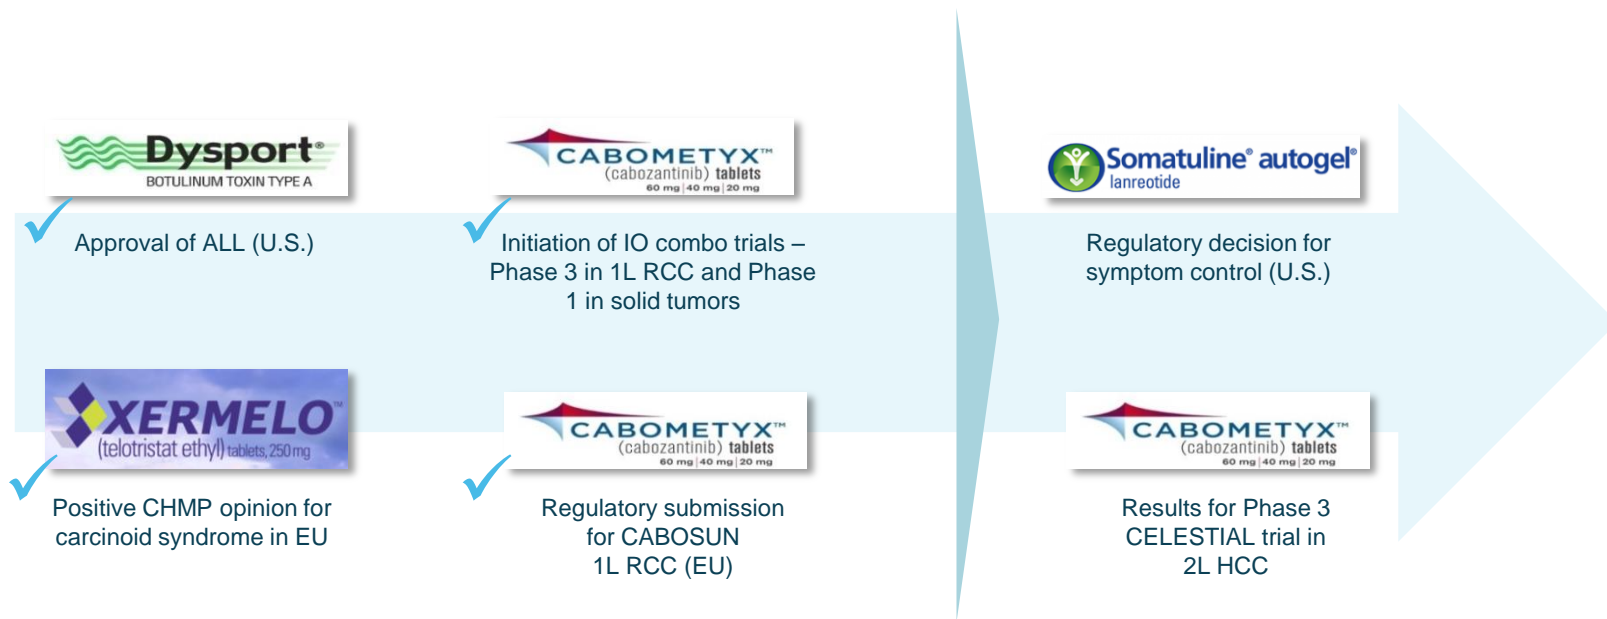 Dysport®
BOTULINUM TOXIN TYPE A
Approval of ALL (U.S.)
CABOMETYX™
(cabozantinib) tablets
60 mg | 40 mg | 20 mg
Initiation of IO combo trials –
Phase 3 in 1L RCC and Phase
1 in solid tumors
Somatuline® autogel®
lanreotide
Regulatory decision for
symptom control (U.S.)
XERMELO™
(telotristat ethyl) tablets, 250 mg
Positive CHMP opinion for
carcinoid syndrome in EU
CABOMETYX™
(cabozantinib) tablets
60 mg | 40 mg | 20 mg
Regulatory submission
for CABOSUN
1L RCC (EU)
CABOMETYX™
(cabozantinib) tablets
60 mg | 40 mg | 20 mg
Results for Phase 3
CELESTIAL trial in
2L HCC